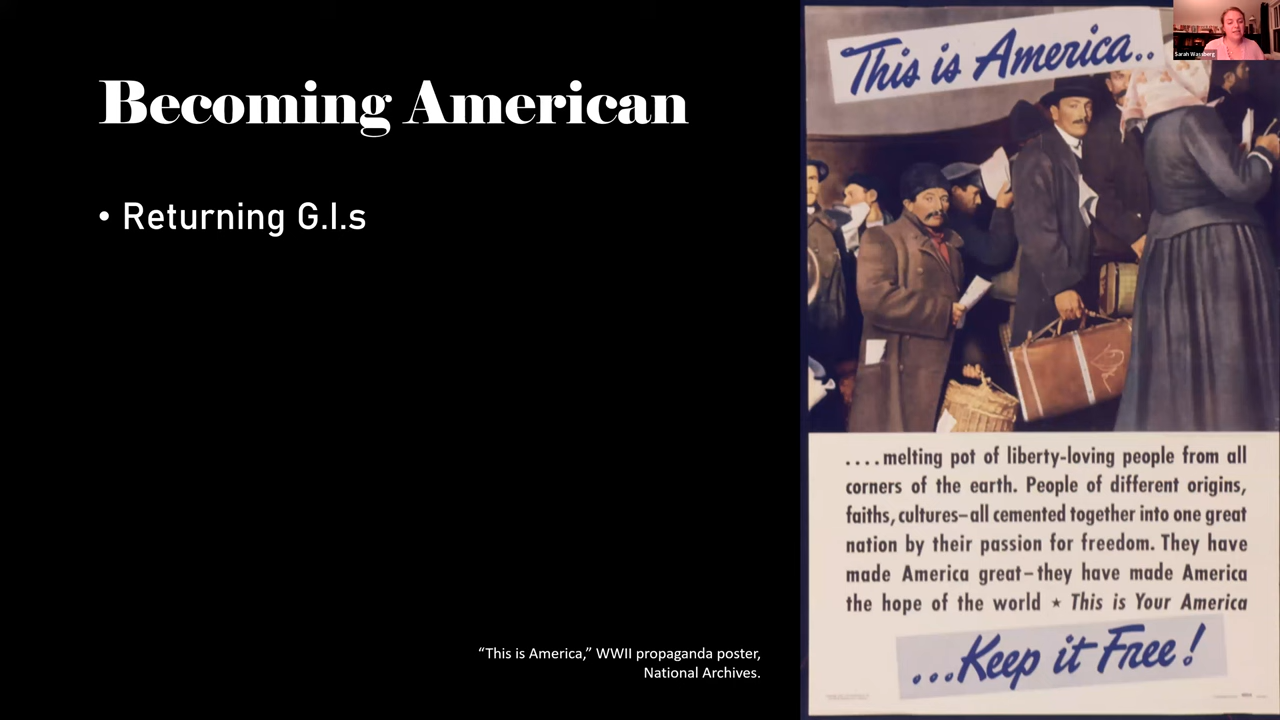 Becoming American
• Returning G.I.s
“This is America,” WWII propaganda poster,
National Archives.
This is America..
Sarah Wassberg
....melting pot of liberty-loving people from all
corners of the earth. People of different origins,
faiths, cultures–all cemented together into one great
nation by their passion for freedom. They have
made America great–they have made America
the hope of the world ★ This is Your America
...Keep it Free!